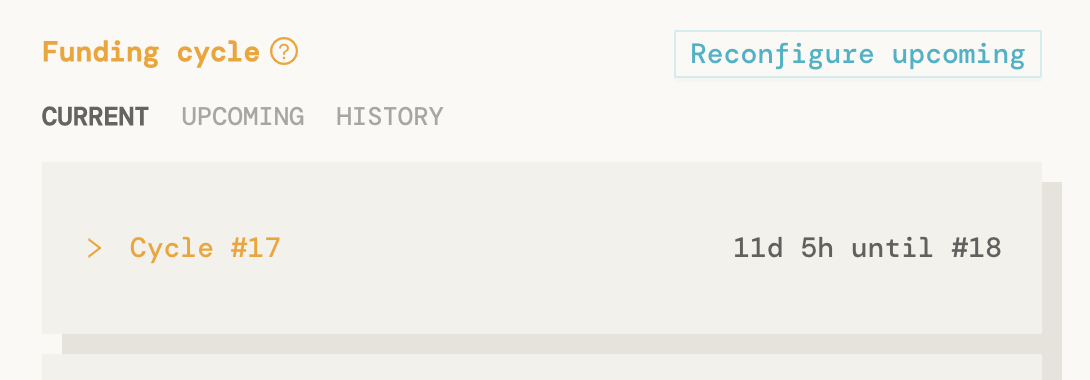 Funding cycle ?
Reconfigure upcoming
CURRENT UPCOMING HISTORY
> Cycle #17 11d 5h until #18